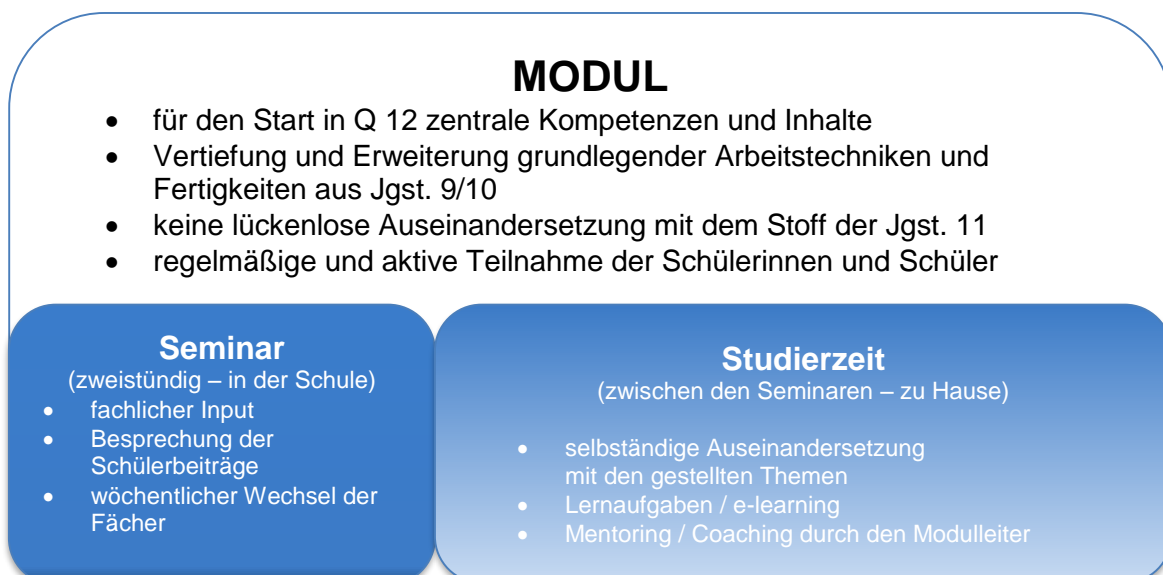 MODUL
• für den Start in Q 12 zentrale Kompetenzen und Inhalte
• Vertiefung und Erweiterung grundlegender Arbeitstechniken und
Fertigkeiten aus Jgst. 9/10
• keine lückenlose Auseinandersetzung mit dem Stoff der Jgst. 11
• regelmäßige und aktive Teilnahme der Schülerinnen und Schüler
Seminar
(zweistündig – in der Schule)
• fachlicher Input
• Besprechung der
Schülerbeiträge
• wöchentlicher Wechsel der
Fächer
Studierzeit
(zwischen den Seminaren – zu Hause)
• selbständige Auseinandersetzung
mit den gestellten Themen
• Lernaufgaben / e-learning
• Mentoring / Coaching durch den Modulleiter